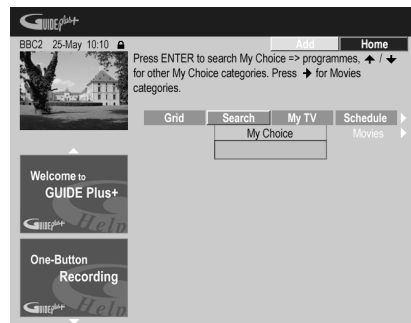 GUIDE Plus+
BBC2 25-May 10:10
Add
Home
Press ENTER to search My Choice => programmes, ↑ / ↓
for other My Choice categories. Press → for Movies
categories.
Grid
Search
My TV
Schedule
My Choice
Movies
Welcome to
GUIDE Plus+
GUIDE Plus+
Help
One-Button
Recording
GUIDE Plus+
Help